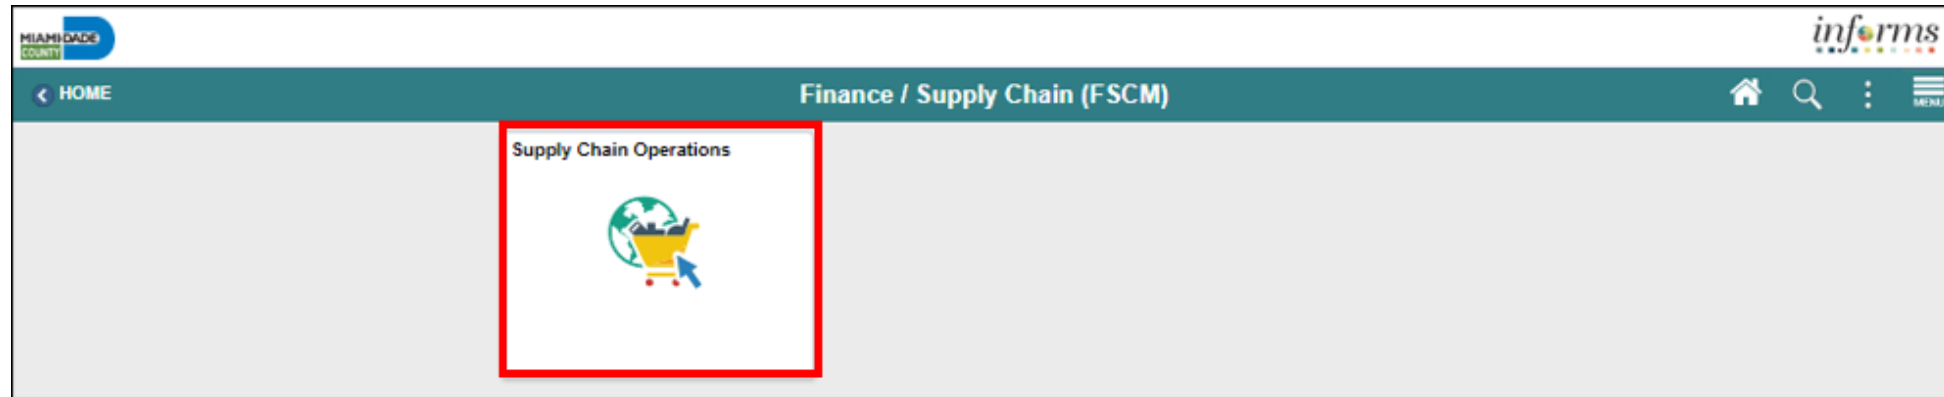 MIAMI-DADE
COUNTY
informs
HOME
Finance / Supply Chain (FSCM)
MENU
Supply Chain Operations